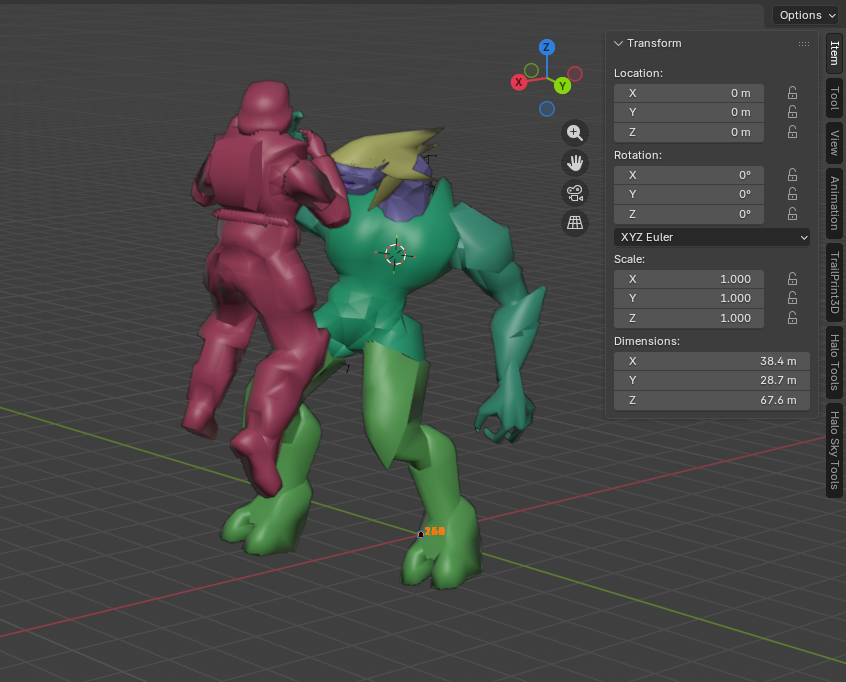 Options
Transform
Location:
X 0 m
Y 0 m
Z 0 m
Rotation:
X 0°
Y 0°
Z 0°
XYZ Euler
Scale:
X 1.000
Y 1.000
Z 1.000
Dimensions:
X 38.4 m
Y 28.7 m
Z 67.6 m
Item
Tool
View
Animation
TrailPrint3D
Halo Tools
Halo Sky Tools
Z
X
Y